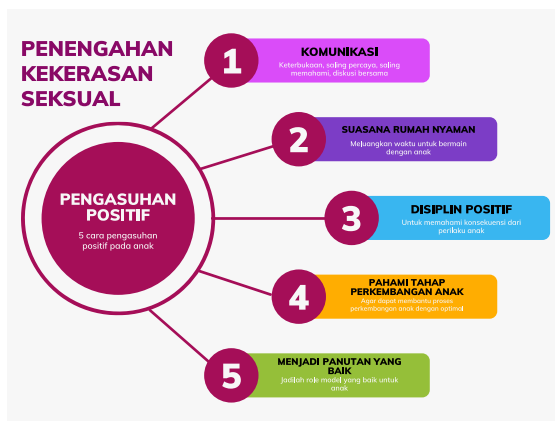 PENENGAHAN
KEKERASAN
SEKSUAL
PENGASUHAN
POSITIF
5 cara pengasuhan
positif pada anak
1
KOMUNIKASI
Keterbukaan, saling percaya, saling
memahami, diskusi bersama
2
SUASANA RUMAH NYAMAN
Meluangkan waktu untuk bermain
dengan anak
3
DISIPLIN POSITIF
Untuk memahami konsekuensi dari
perilaku anak
4
PAHAMI TAHAP
PERKEMBANGAN ANAK
Agar dapat membantu proses
perkembangan anak dengan optimal
5
MENJADI PANUTAN YANG
BAIK
Jadilah role model yang baik untuk
anak